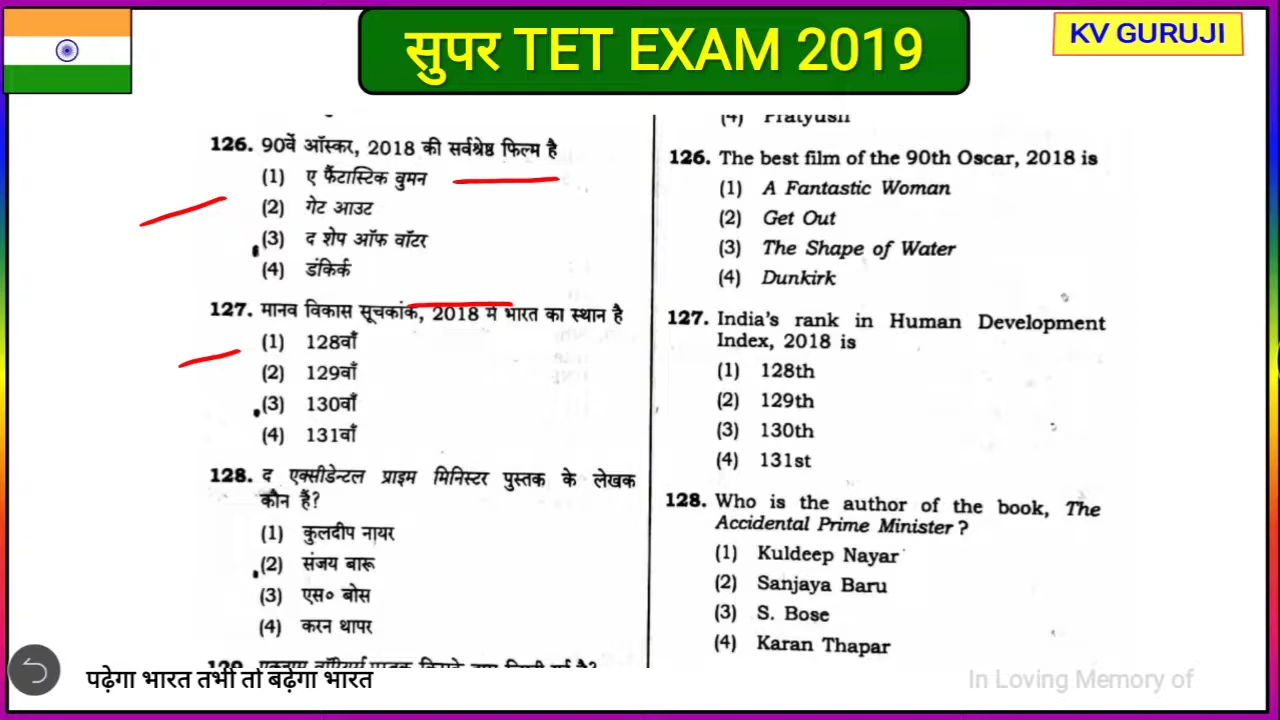 सुपर TET EXAM 2019
KV GURUJI
126. 90वें ऑस्कर, 2018 की सर्वश्रेष्ठ फिल्म है
(1) ए फैंटास्टिक वुमन
(2) गेट आउट
(3) द शेप ऑफ वॉटर
(4) डंकिर्क
127. मानव विकास सूचकांक, 2018 में भारत का स्थान है
(1) 128वाँ
(2) 129वाँ
(3) 130वाँ
(4) 131वाँ
128. द एक्सीडेन्टल प्राइम मिनिस्टर पुस्तक के लेखक
कौन हैं?
(1) कुलदीप नायर
(2) संजय बारू
(3) एस० बोस
(4) करन थापर
(4) Pratyush
126. The best film of the 90th Oscar, 2018 is
(1) A Fantastic Woman
(2) Get Out
(3) The Shape of Water
(4) Dunkirk
127. India's rank in Human Development
Index, 2018 is
(1) 128th
(2) 129th
(3) 130th
(4) 131st
128. Who is the author of the book, The
Accidental Prime Minister?
(1) Kuldeep Nayar
(2) Sanjaya Baru
(3) S. Bose
(4) Karan Thapar
पढ़ेगा भारत तभी तो बढ़ेगा भारत
In Loving Memory of